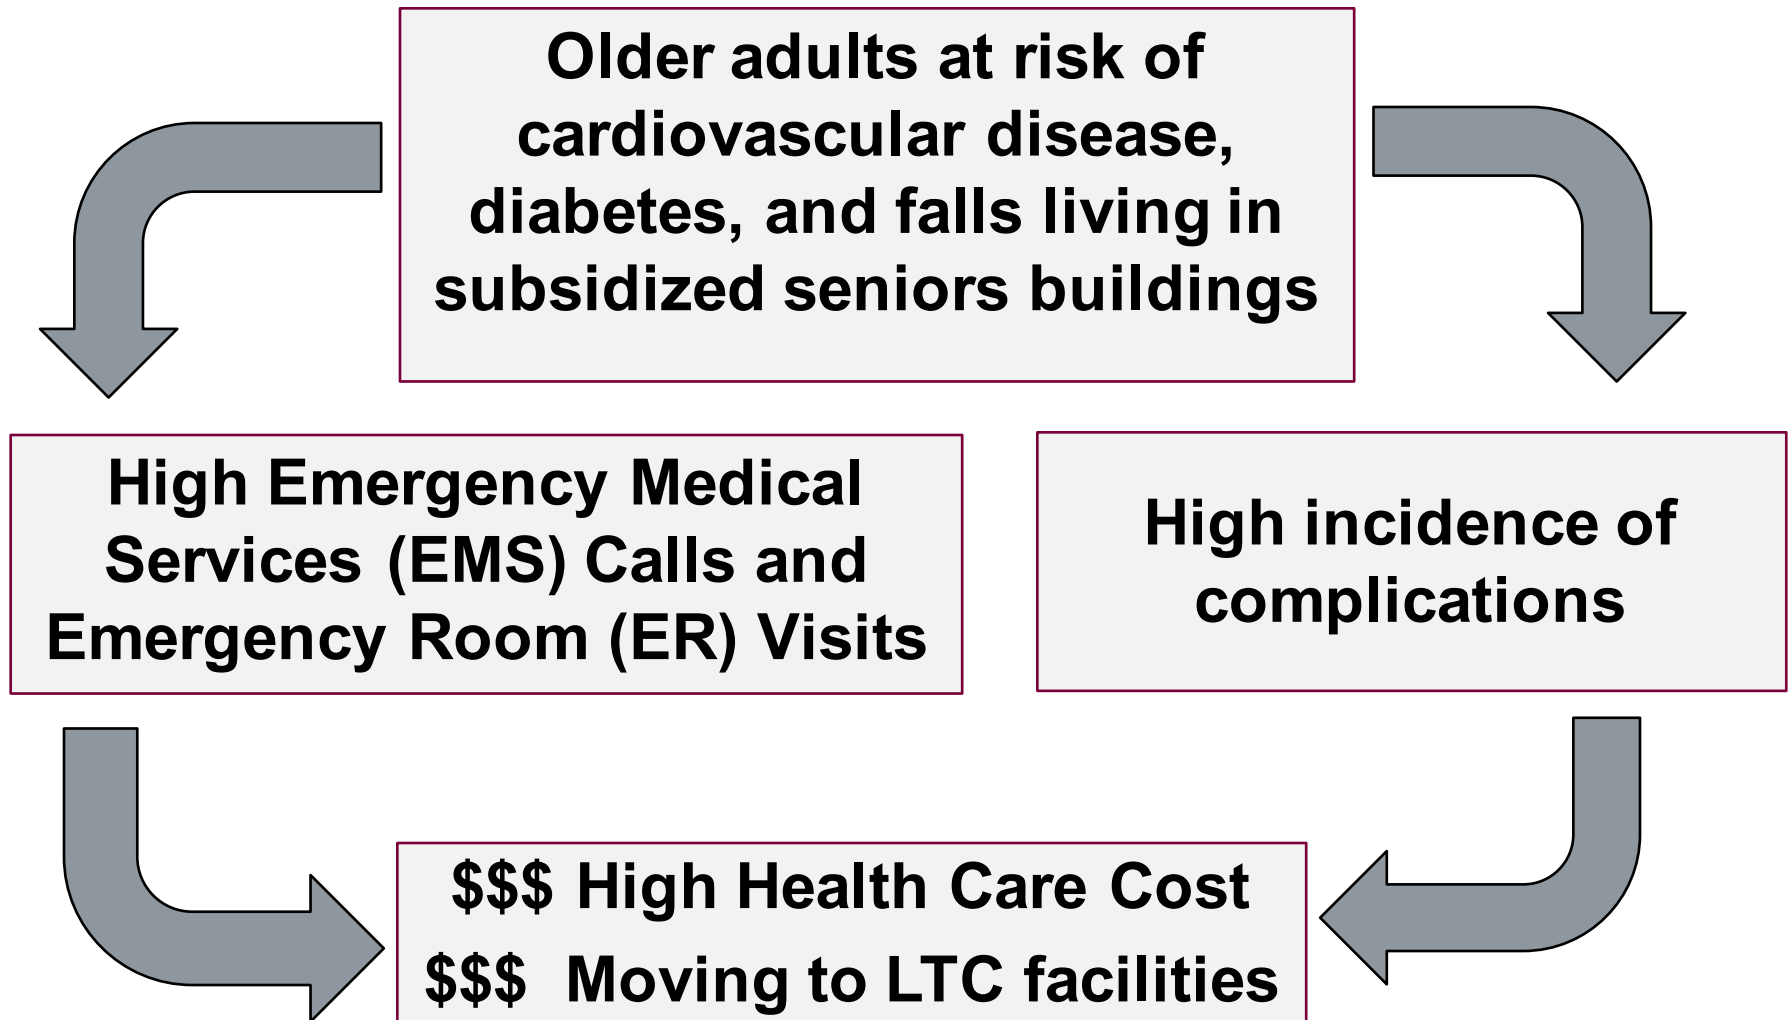 Older adults at risk of
cardiovascular disease,
diabetes, and falls living in
subsidized seniors buildings
High Emergency Medical
Services (EMS) Calls and
Emergency Room (ER) Visits
High incidence of
complications
$$$ High Health Care Cost
$$$ Moving to LTC facilities